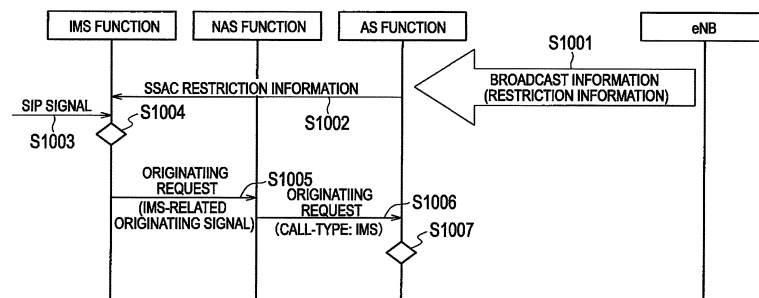 IMS FUNCTION
NAS FUNCTION
AS FUNCTION
eNB
S1001
BROADCAST INFORMATION
(RESTRICTION INFORMATION)
SSAC RESTRICTION INFORMATION
S1002
SIP SIGNAL
S1003
S1004
ORIGINATIING
REQUEST
S1005
(IMS-RELATED
ORIGINATIING SIGNAL)
ORIGINATIING
REQUEST
S1006
(CALL-TYPE: IMS)
S1007